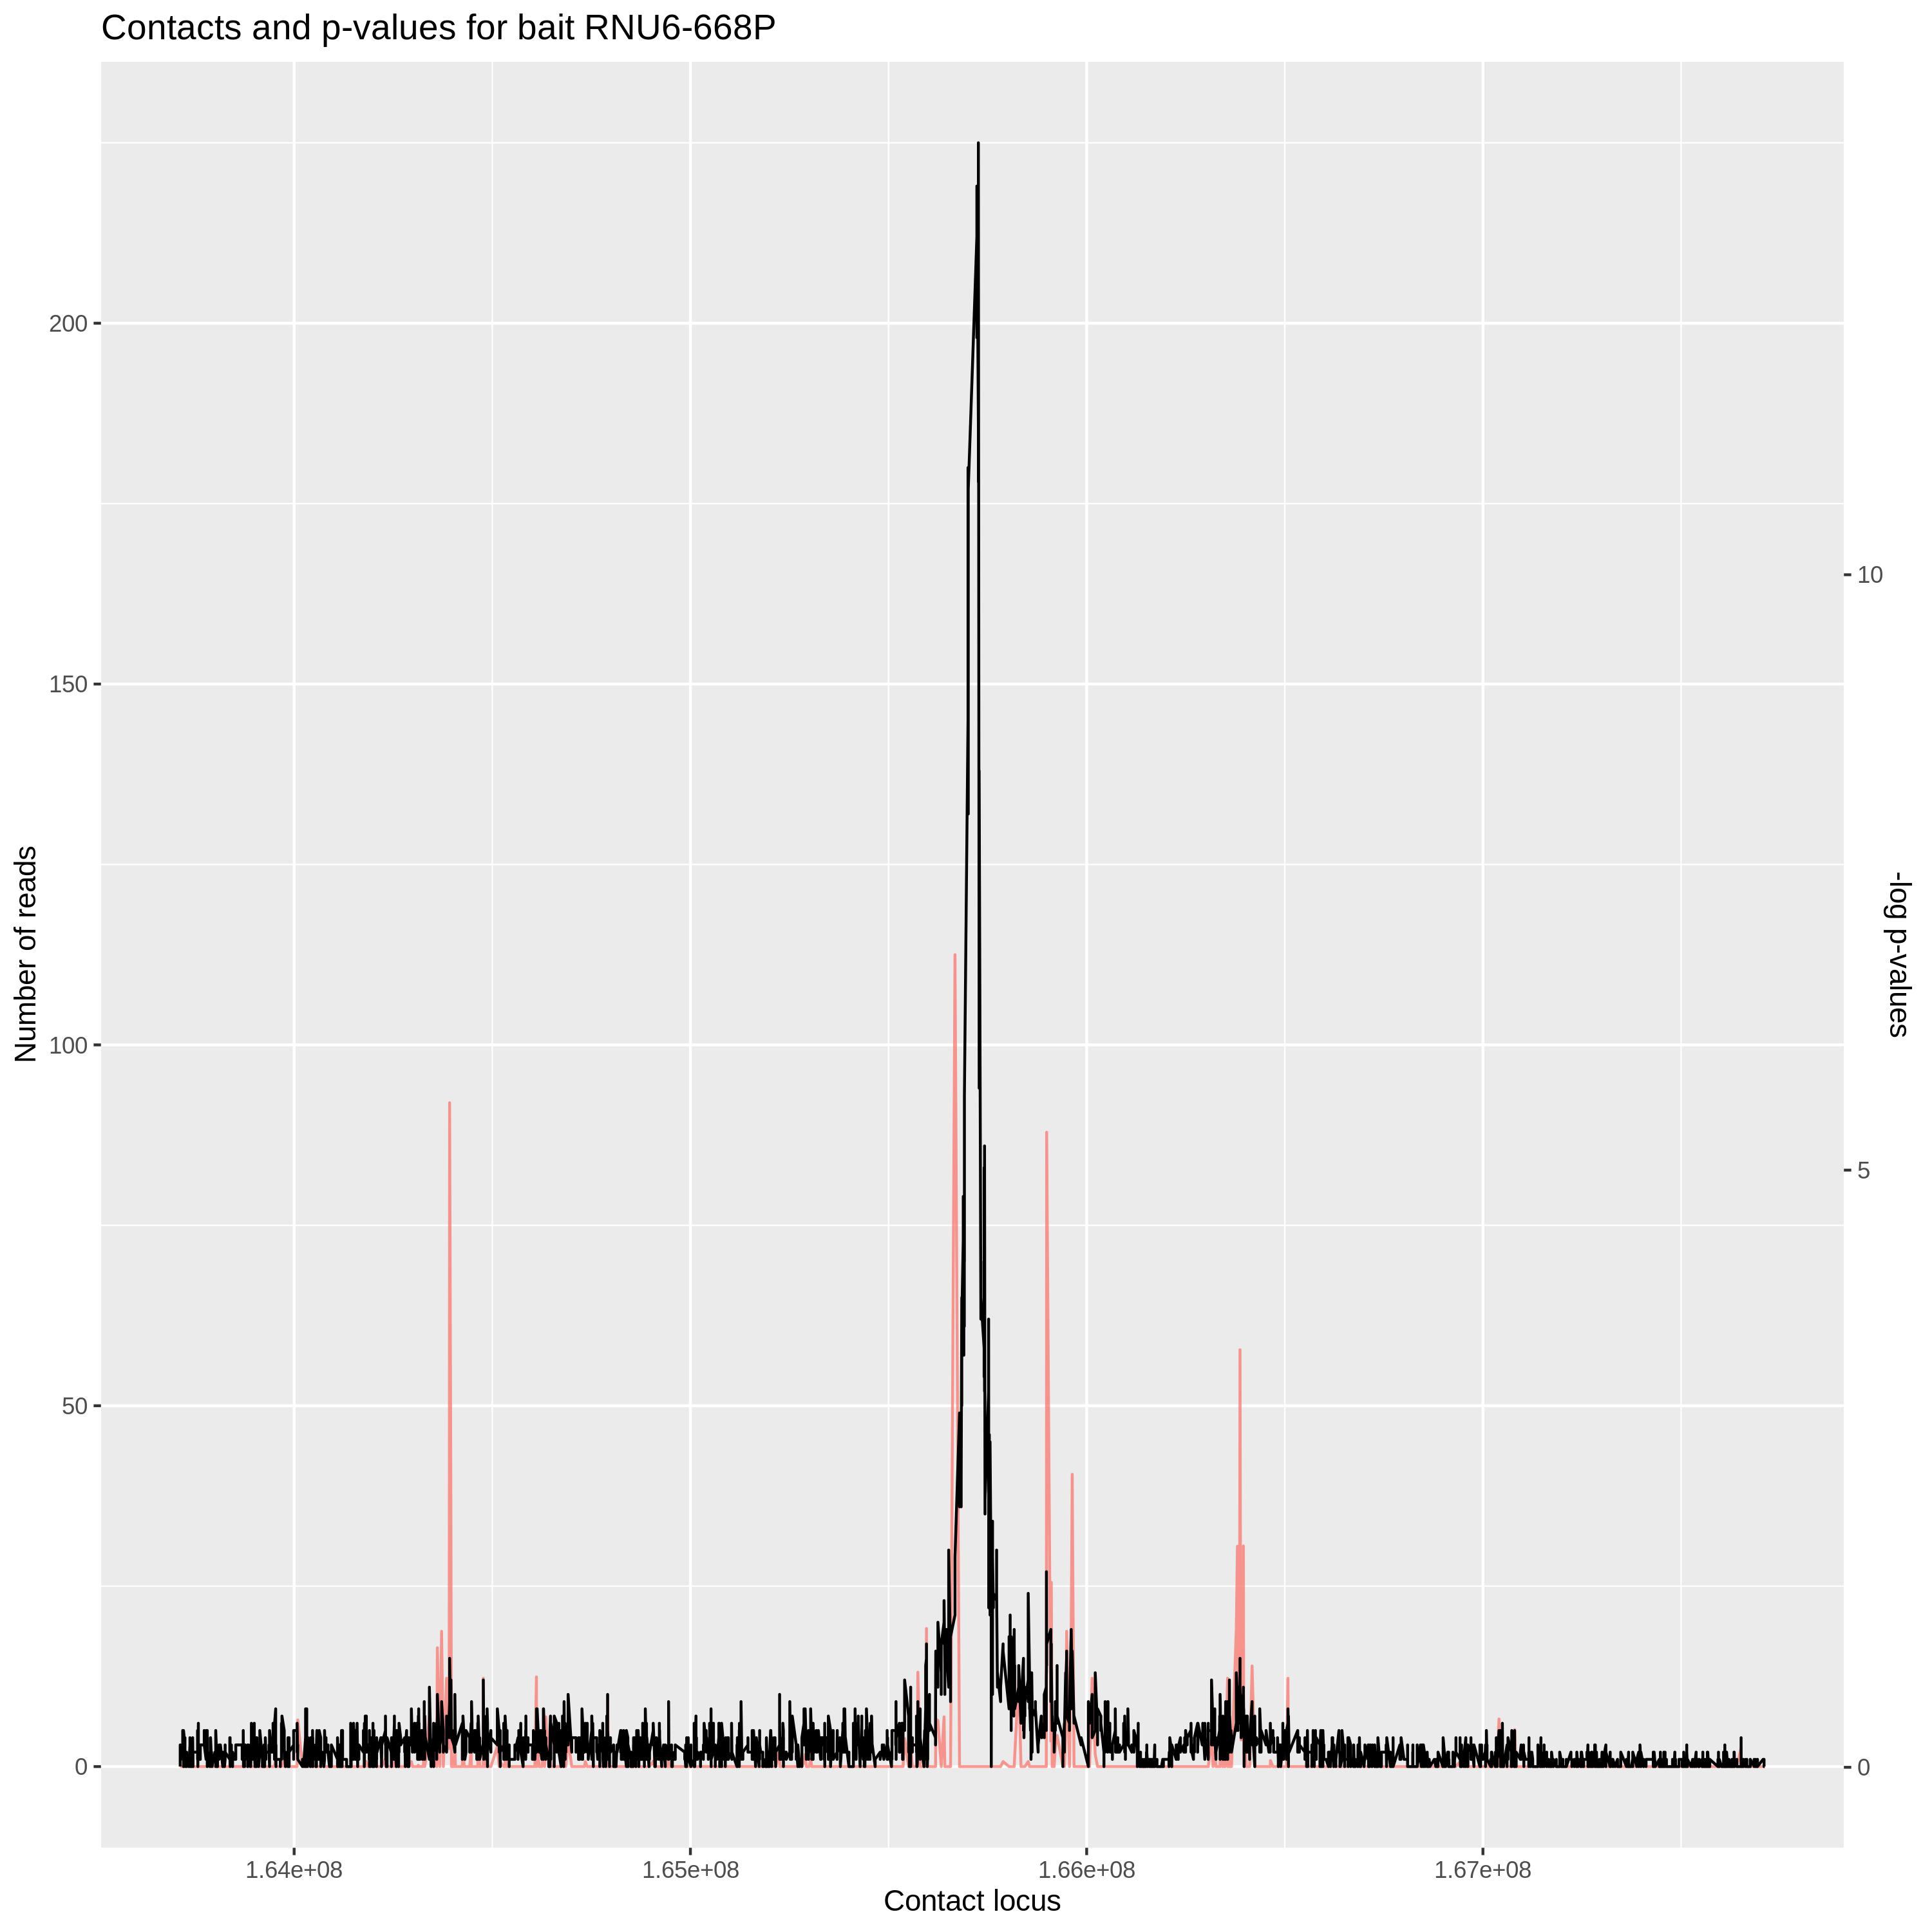 Contacts and p-values for bait RNU6-668P
Number of reads
200
150
100
50
0
10
5
0
-log p-values
1.64e+08
1.65e+08
1.66e+08
1.67e+08
Contact locus